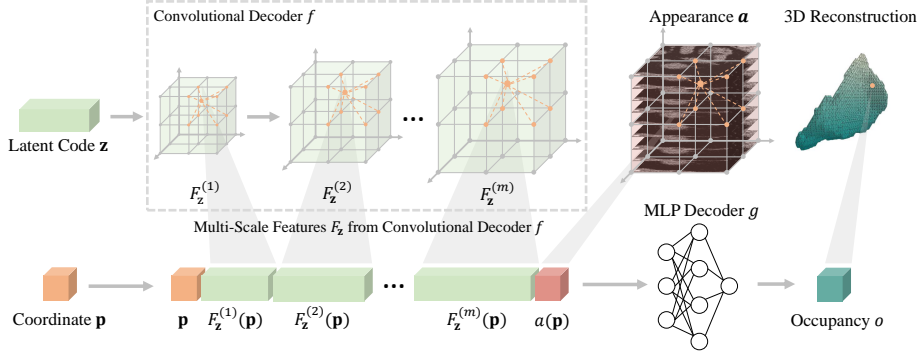 Convolutional Decoder f
Appearance a
3D Reconstruction
Latent Code z
...
F_z^(1)
F_z^(2)
F_z^(m)
Multi-Scale Features F_z from Convolutional Decoder f
MLP Decoder g
...
Coordinate p
p
F_z^(1)(p)
F_z^(2)(p)
F_z^(m)(p)
a(p)
Occupancy o